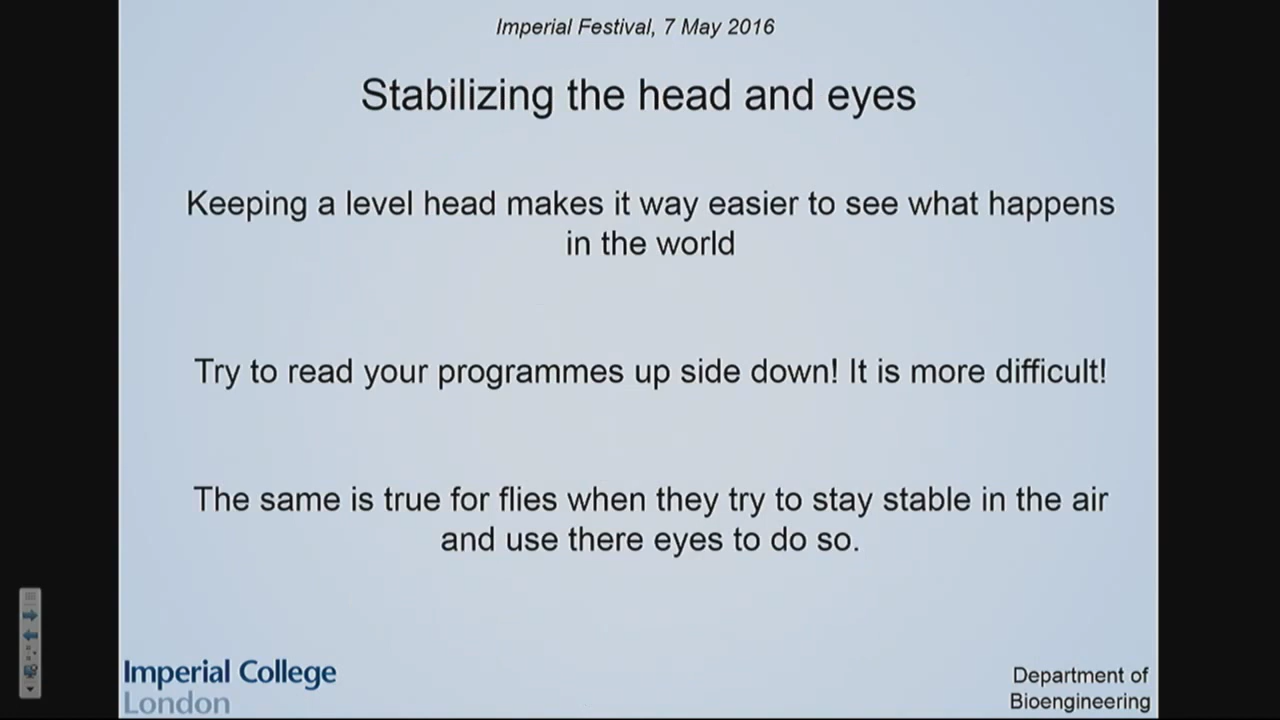 Imperial Festival, 7 May 2016
Stabilizing the head and eyes
Keeping a level head makes it way easier to see what happens
in the world
Try to read your programmes up side down! It is more difficult!
The same is true for flies when they try to stay stable in the air
and use there eyes to do so.
Imperial College
London
Department of
Bioengineering